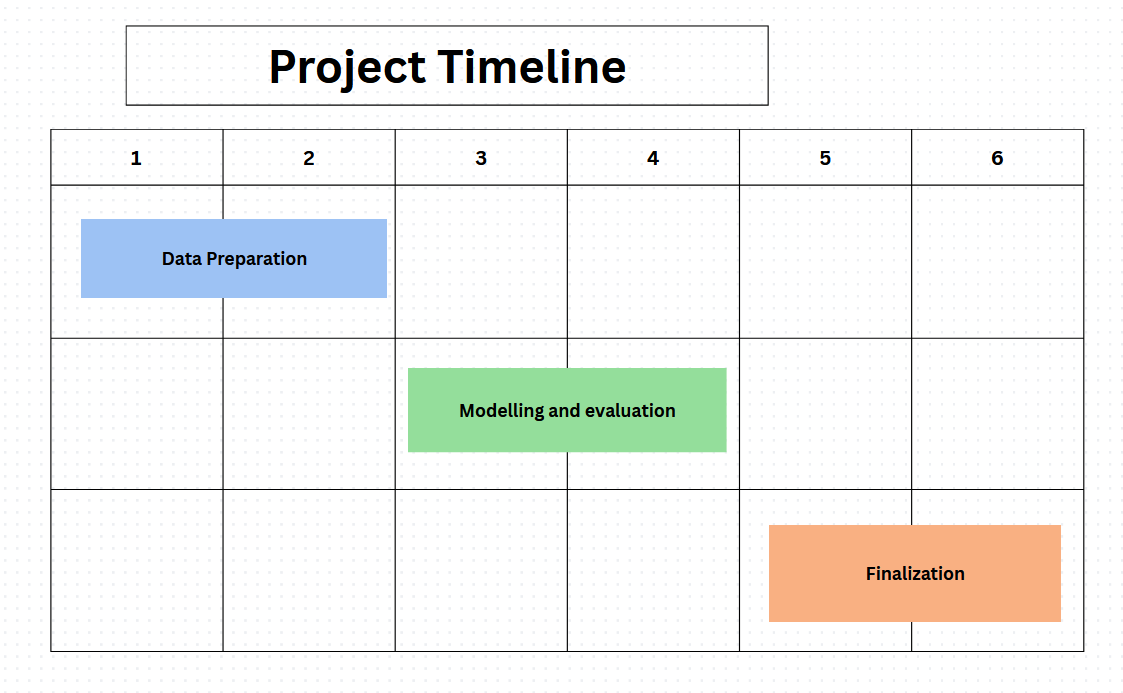 Project Timeline
1 2 3 4 5 6
Data Preparation
Modelling and evaluation
Finalization